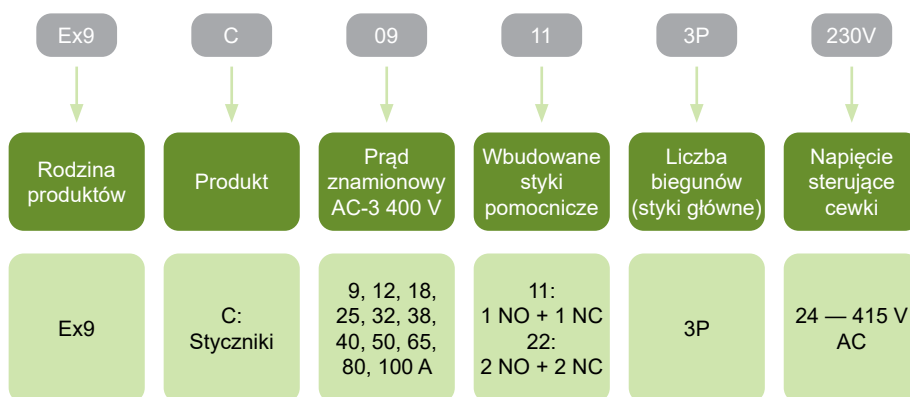 Ex9
C
09
11
3P
230V
Rodzina
produktów
Produkt
Prąd
znamionowy
AC-3 400 V
Wbudowane
styki
pomocnicze
Liczba
biegunów
(styki główne)
Napięcie
sterujące
cewki
Ex9
C:
Styczniki
9, 12, 18,
25, 32, 38,
40, 50, 65,
80, 100 A
11:
1 NO + 1 NC
22:
2 NO + 2 NC
3P
24 — 415 V
AC